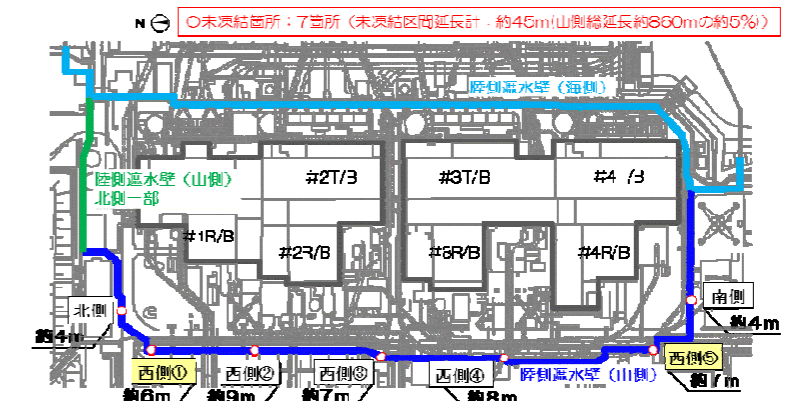 N
○未凍結箇所：7箇所（未凍結区間延長計：約45m(山側総延長約860mの約5%)）
陸側遮水壁（海側）
陸側遮水壁（山側）
北側一部
#2T/B
#3T/B
#4 /B
#1R/B
#2R/B
#4R/B
北側
約4m
南側
約4m
西側①
約6m
西側②
約9m
西側③
約7m
西側④
約8m
陸側遮水壁（山側）
西側⑤
約7m